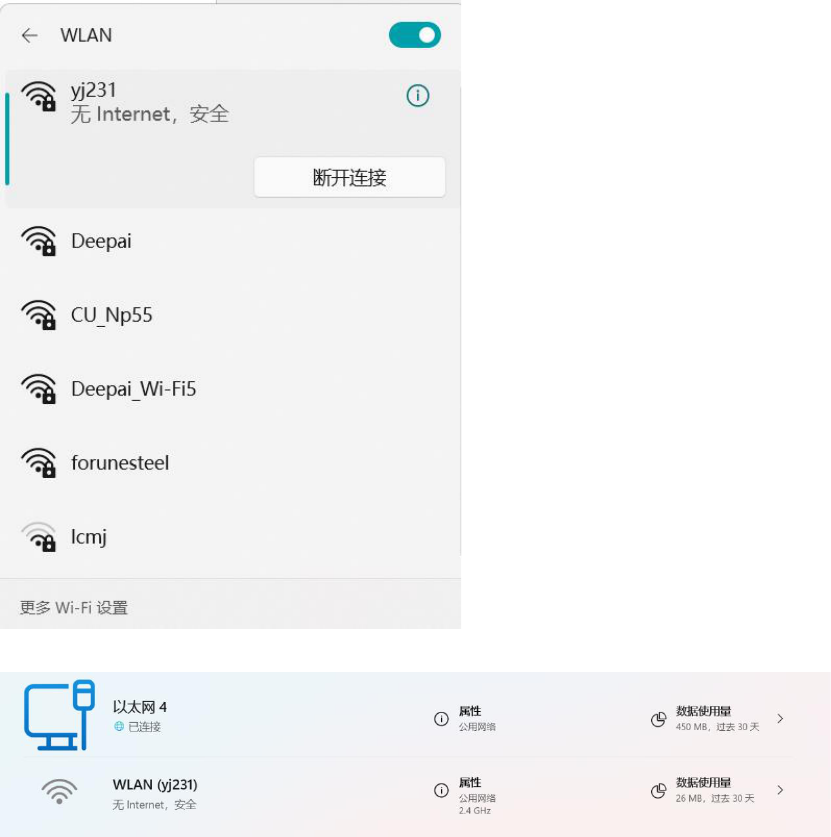 WLAN
yj231
无 Internet，安全
断开连接
Deepai
CU_Np55
Deepai_Wi-Fi5
forunesteel
lcmj
更多 Wi-Fi 设置
以太网 4
已连接
属性
公用网络
数据使用量
450 MB，过去 30 天
WLAN (yj231)
无 Internet，安全
属性
公用网络
2.4 GHz
数据使用量
26 MB，过去 30 天